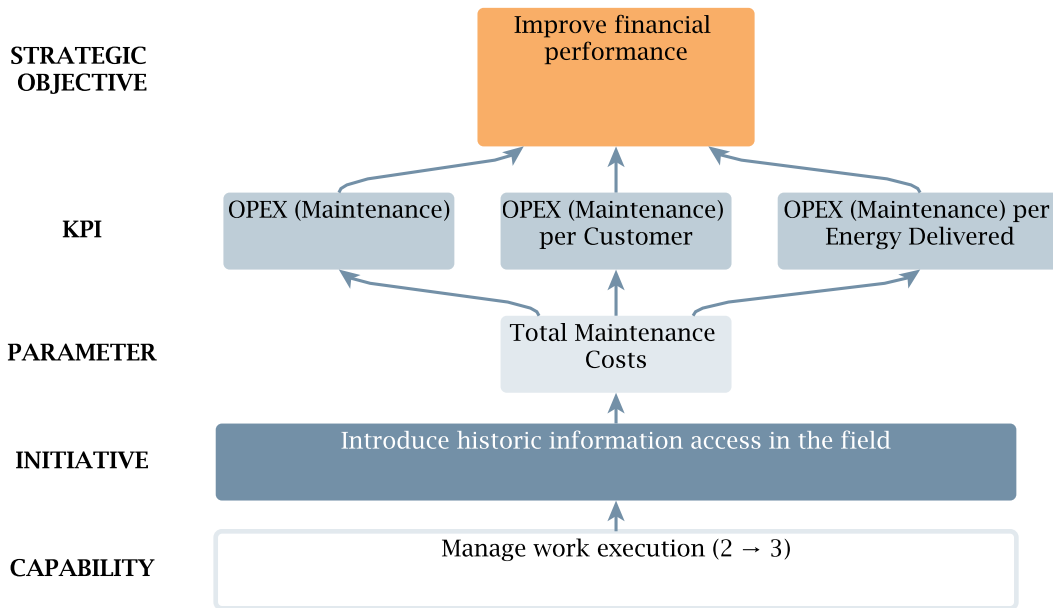 STRATEGIC
OBJECTIVE
Improve financial
performance
KPI
OPEX (Maintenance)
OPEX (Maintenance)
per Customer
OPEX (Maintenance) per
Energy Delivered
PARAMETER
Total Maintenance
Costs
INITIATIVE
Introduce historic information access in the field
CAPABILITY
Manage work execution (2 → 3)